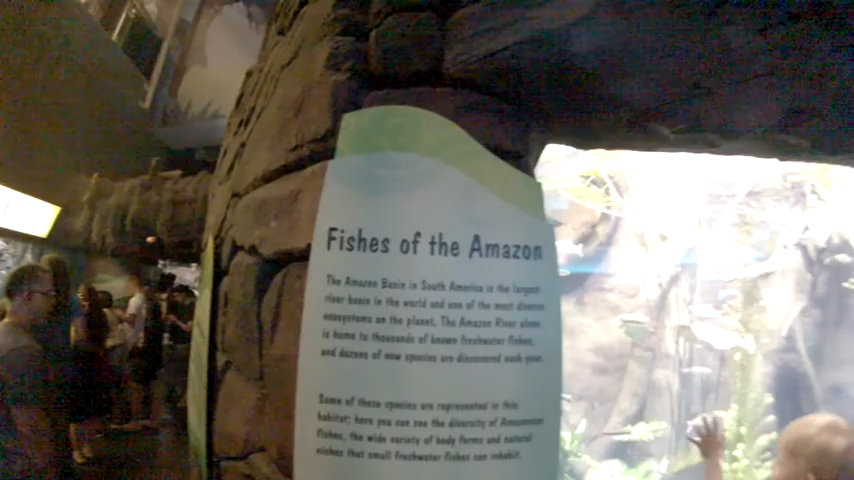 Fishes of the Amazon
The Amazon Basin in South America is the largest
river basin in the world and one of the most diverse
ecosystems on the planet. The Amazon River alone
is home to thousands of known freshwater fishes,
and dozens of new species are discovered each year.
Some of these species are represented in this
habitat; here you can see the diversity of Amazonian
fishes, the wide variety of body forms and natural
niches that small freshwater fishes can inhabit.